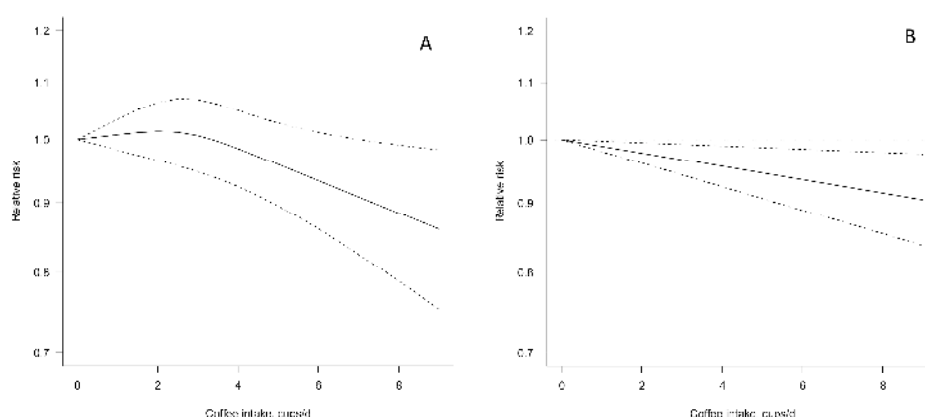 A
1.2
1.1
1.0
0.9
0.8
0.7
Relative risk
0 2 4 6 8
Coffee intake, cups/d
B
1.2
1.1
1.0
0.9
0.8
0.7
Relative risk
0 2 4 6 8
Coffee intake, cups/d